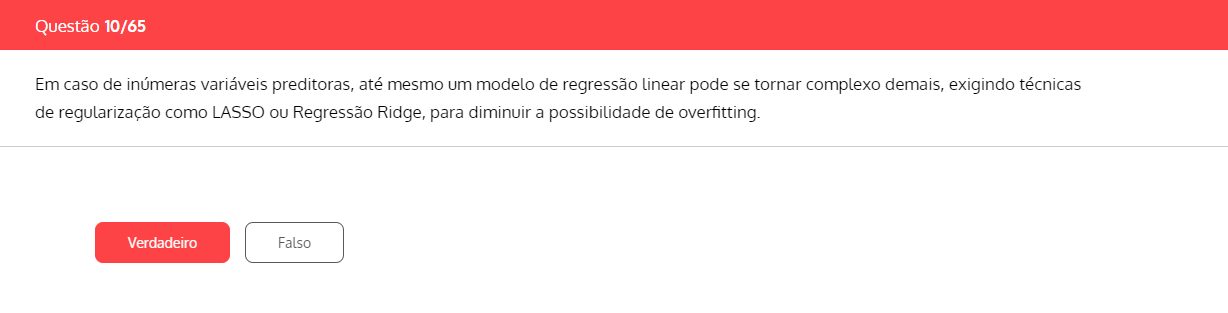 Questão 10/65
Em caso de inúmeras variáveis preditoras, até mesmo um modelo de regressão linear pode se tornar complexo demais, exigindo técnicas
de regularização como LASSO ou Regressão Ridge, para diminuir a possibilidade de overfitting.
Verdadeiro
Falso